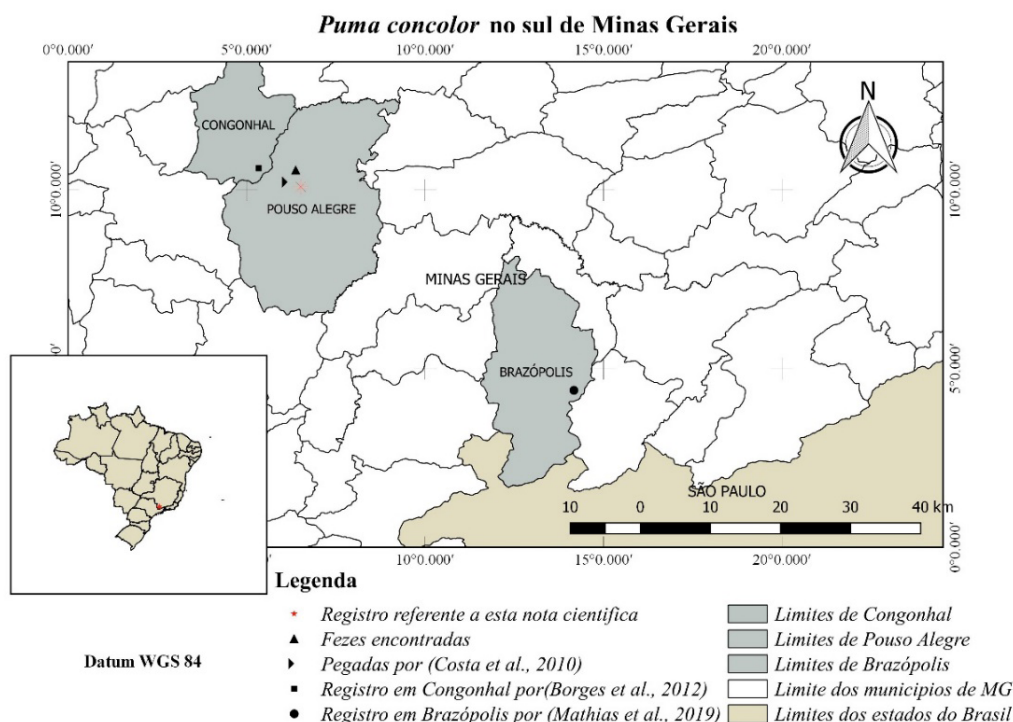 Puma concolor no sul de Minas Gerais
0°0.000′ 5°0.000′ 10°0.000′ 15°0.000′ 20°0.000′
N
CONGONHAL
10°0.000′
10°0.000′
POUSO ALEGRE
MINAS GERAIS
BRAZÓPOLIS
5°0.000′
SÃO PAULO
10 0 10 20 30 40 km
0°0.000′
10°0.000′ 15°0.000′ 20°0.000′
Legenda
Registro referente a esta nota científica
Fezes encontradas
Pegadas por (Costa et al., 2010)
Registro em Congonhal por(Borges et al., 2012)
Registro em Brazópolis por (Mathias et al., 2019)
Limites de Congonhal
Limites de Pouso Alegre
Limites de Brazópolis
Limite dos municipios de MG
Limites dos estados do Brasil
Datum WGS 84